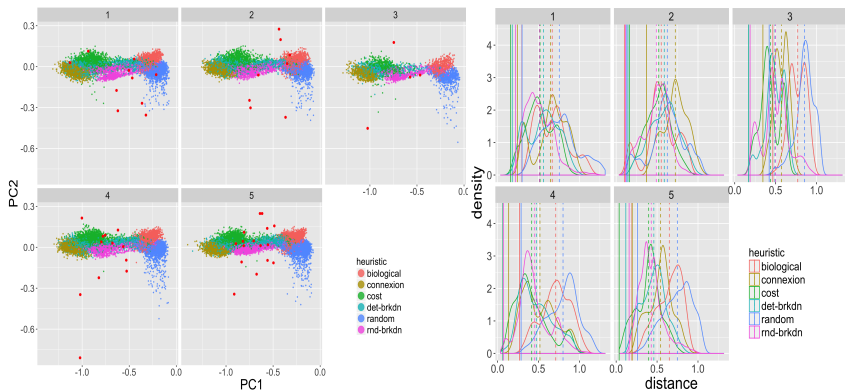 1 2 3
0.3
0.0
-0.3
-0.6
-1.0 -0.5 0.0
4 5
0.3
0.0
-0.3
-0.6
-1.0 -0.5 0.0 -1.0 -0.5 0.0
PC2
PC1
heuristic
biological
connexion
cost
det-brkdn
random
rnd-brkdn
1 2 3
4
3
2
1
0
0.0 0.5 1.0
4 5
4
3
2
1
0
0.0 0.5 1.0 0.0 0.5 1.0
density
distance
heuristic
biological
connexion
cost
det-brkdn
random
rnd-brkdn